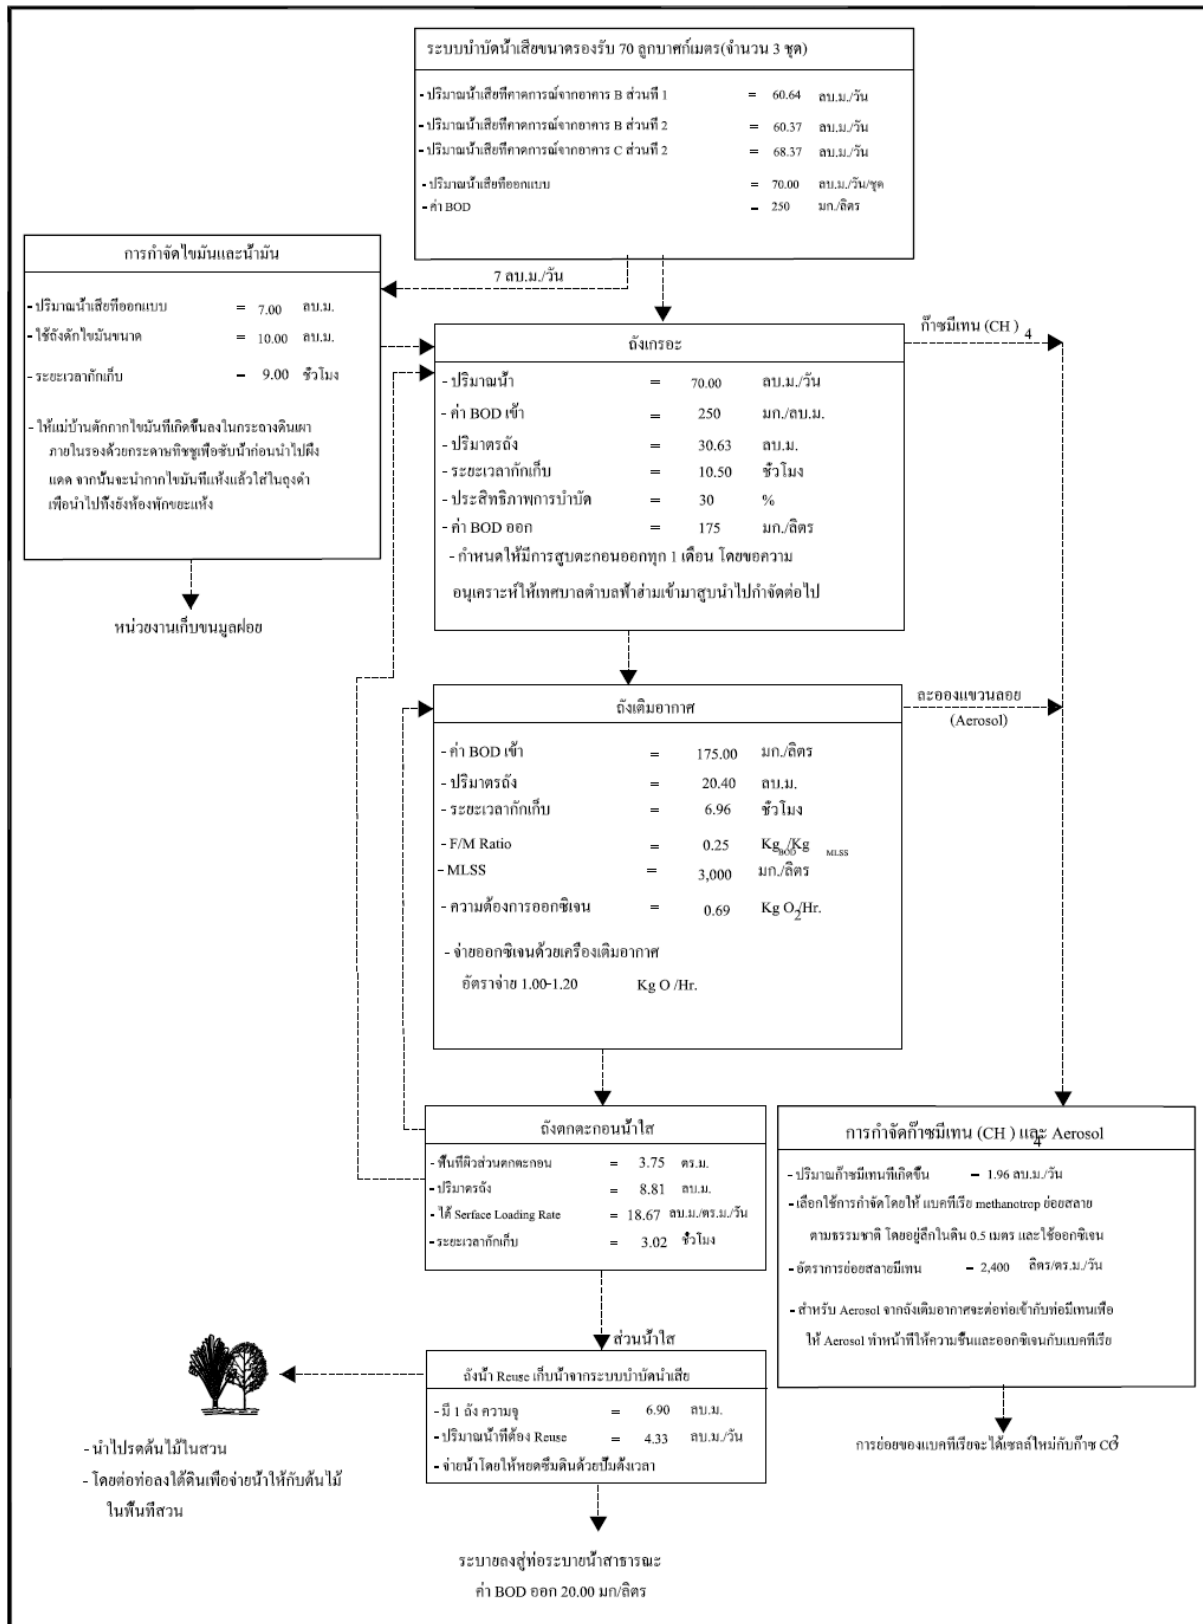 ระบบบำบัดน้ำเสียขนาดรองรับ 70 ลูกบาศก์เมตร(จำนวน 3 ชุด)
- ปริมาณน้ำเสียที่คาดการณ์จากอาคาร B ส่วนที่ 1 = 60.64 ลบ.ม./วัน
- ปริมาณน้ำเสียที่คาดการณ์จากอาคาร B ส่วนที่ 2 = 60.37 ลบ.ม./วัน
- ปริมาณน้ำเสียที่คาดการณ์จากอาคาร C ส่วนที่ 2 = 68.37 ลบ.ม./วัน
- ปริมาณน้ำเสียที่ออกแบบ = 70.00 ลบ.ม./วัน/ชุด
- ค่า BOD = 250 มก./ลิตร
7 ลบ.ม./วัน
การกำจัดไขมันและน้ำมัน
- ปริมาณน้ำเสียที่ออกแบบ = 7.00 ลบ.ม.
- ใช้ถังดักไขมันขนาด = 10.00 ลบ.ม.
- ระยะเวลากักเก็บ = 9.00 ชั่วโมง
- ให้แม่บ้านตักกากไขมันที่เกิดขึ้นลงในกระถางดินเผา
ภายในรองด้วยกระดาษทิชชูเพื่อซับน้ำก่อนนำไปผึ่ง
แดด จากนั้นจะนำกากไขมันที่แห้งแล้วใส่ในถุงดำ
เพื่อนำไปทิ้งยังห้องพักขยะแห้ง
หน่วยงานเก็บขนมูลฝอย
ถังเกรอะ
- ปริมาณน้ำ = 70.00 ลบ.ม./วัน
- ค่า BOD เข้า = 250 มก./ลบ.ม.
- ปริมาตรถัง = 30.63 ลบ.ม.
- ระยะเวลากักเก็บ = 10.50 ชั่วโมง
- ประสิทธิภาพการบำบัด = 30 %
- ค่า BOD ออก = 175 มก./ลิตร
- กำหนดให้มีการสูบตะกอนออกทุก 1 เดือน โดยขอความ
อนุเคราะห์ให้เทศบาลตำบลฟ้าฮ่ามเข้ามาสูบนำไปกำจัดต่อไป
ก๊าซมีเทน (CH ) 4
ถังเติมอากาศ
- ค่า BOD เข้า = 175.00 มก./ลิตร
- ปริมาตรถัง = 20.40 ลบ.ม.
- ระยะเวลากักเก็บ = 6.96 ชั่วโมง
- F/M Ratio = 0.25 Kg BOD/Kg MLSS
- MLSS = 3,000 มก./ลิตร
- ความต้องการออกซิเจน = 0.69 Kg O2/Hr.
- จ่ายออกซิเจนด้วยเครื่องเติมอากาศ
อัตราจ่าย 1.00-1.20 Kg O /Hr.
ละอองแขวนลอย
(Aerosol)
ถังตกตะกอนน้ำใส
- พื้นที่ผิวส่วนตกตะกอน = 3.75 ตร.ม.
- ปริมาตรถัง = 8.81 ลบ.ม.
- ได้ Serface Loading Rate = 18.67 ลบ.ม./ตร.ม./วัน
- ระยะเวลากักเก็บ = 3.02 ชั่วโมง
การกำจัดก๊าซมีเทน (CH ) และ Aerosol
4
- ปริมาณก๊าซมีเทนที่เกิดขึ้น = 1.96 ลบ.ม./วัน
- เลือกใช้การกำจัดโดยให้ แบคทีเรีย methanotrop ย่อยสลาย
ตามธรรมชาติ โดยอยู่ลึกในดิน 0.5 เมตร และใช้ออกซิเจน
- อัตราการย่อยสลายมีเทน = 2,400 ลิตร/ตร.ม./วัน
- สำหรับ Aerosol จากถังเติมอากาศจะต่อท่อเข้ากับท่อมีเทนเพื่อ
ให้ Aerosol ทำหน้าที่ให้ความชื้นและออกซิเจนกับแบคทีเรีย
การย่อยของแบคทีเรียจะได้เซลล์ใหม่กับก๊าซ CO2
ส่วนน้ำใส
ถังน้ำ Reuse เก็บน้ำจากระบบบำบัดน้ำเสีย
- มี 1 ถัง ความจุ = 6.90 ลบ.ม.
- ปริมาณน้ำที่ต้อง Reuse = 4.33 ลบ.ม./วัน
- จ่ายน้ำโดยให้หยดซึมดินด้วยปั๊มตั้งเวลา
- นำไปรดต้นไม้ในสวน
- โดยต่อท่อลงใต้ดินเพื่อจ่ายน้ำให้กับต้นไม้
ในพื้นที่สวน
ระบายลงสู่ท่อระบายน้ำสาธารณะ
ค่า BOD ออก 20.00 มก/ลิตร